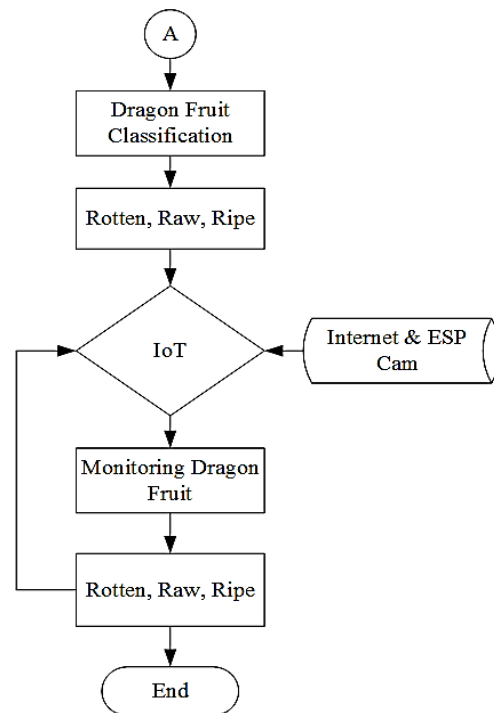 A
Dragon Fruit
Classification
Rotten, Raw, Ripe
IoT
Internet & ESP
Cam
Monitoring Dragon
Fruit
Rotten, Raw, Ripe
End